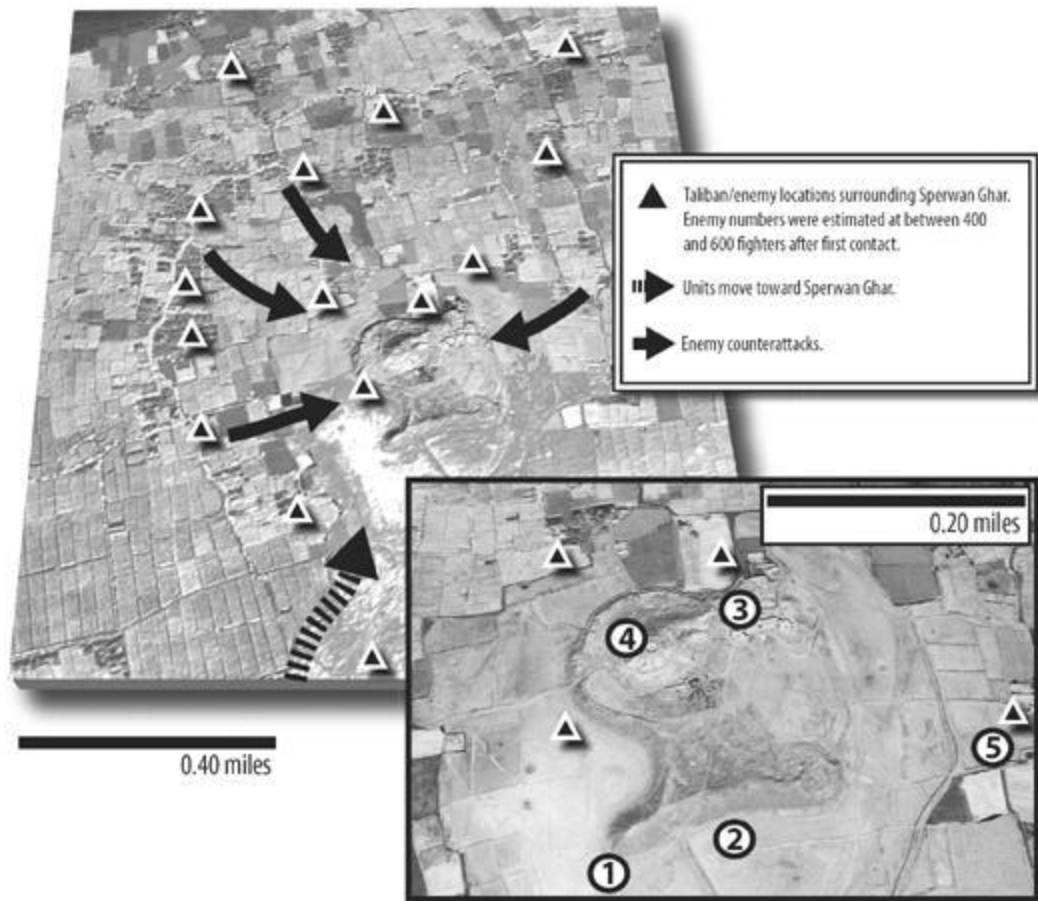 Taliban/enemy locations surrounding Sperwan Ghar.
Enemy numbers were estimated at between 400
and 600 fighters after first contact.
Units move toward Sperwan Ghar.
Enemy counterattacks.
0.20 miles
3
4
5
2
1
0.40 miles